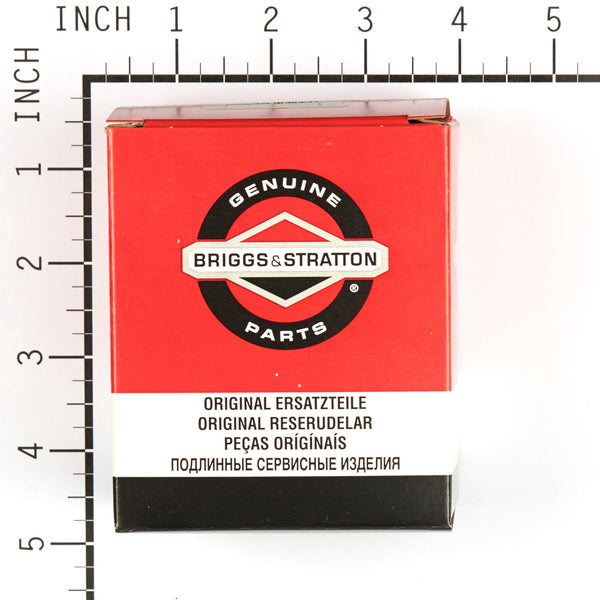 INCH 1 2 3 4 5
INCH
1
2
3
4
5
GENUINE
BRIGGS&STRATTON
®
PARTS
ORIGINAL ERSATZTEILE
ORIGINAL RESERUDELAR
PEÇAS ORÍGÍNAÍS
ПОДЛИННЫЕ СЕРВИСНЫЕ ИЗДЕЛИЯ